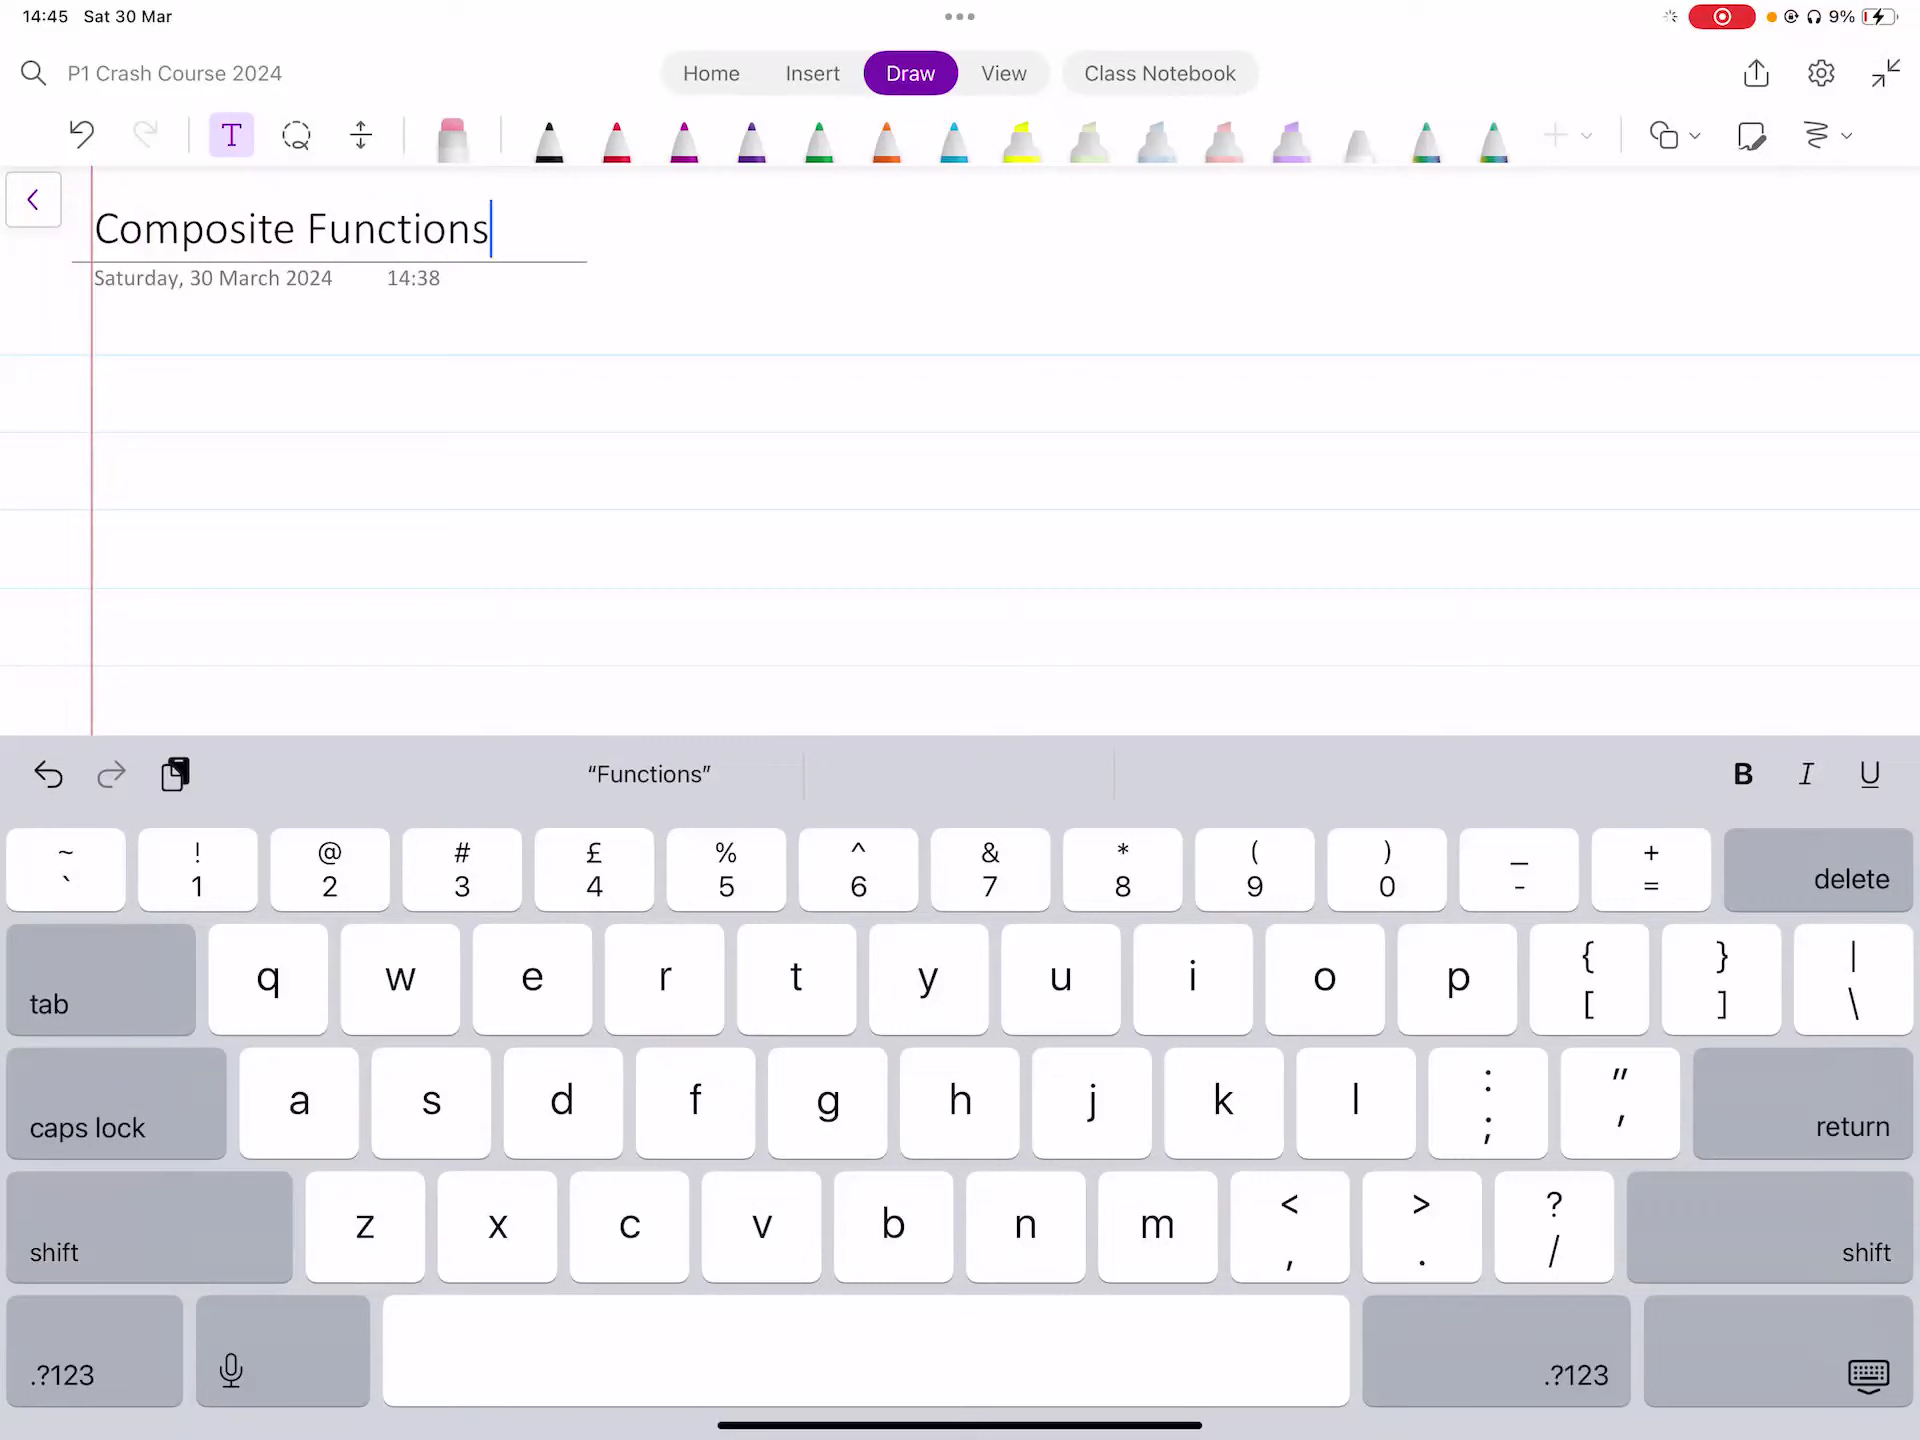 14:45 Sat 30 Mar 9%
P1 Crash Course 2024 Home Insert Draw View Class Notebook
T
Composite Functions
Saturday, 30 March 2024 14:38
“Functions” B I U
~ ! @ # £ % ^ & * ( ) _ +
` 1 2 3 4 5 6 7 8 9 0 - = delete
tab q w e r t y u i o p { [ } ] | \
caps lock a s d f g h j k l : ; " ' return
shift z x c v b n m < , > . ? / shift
.?123 .?123